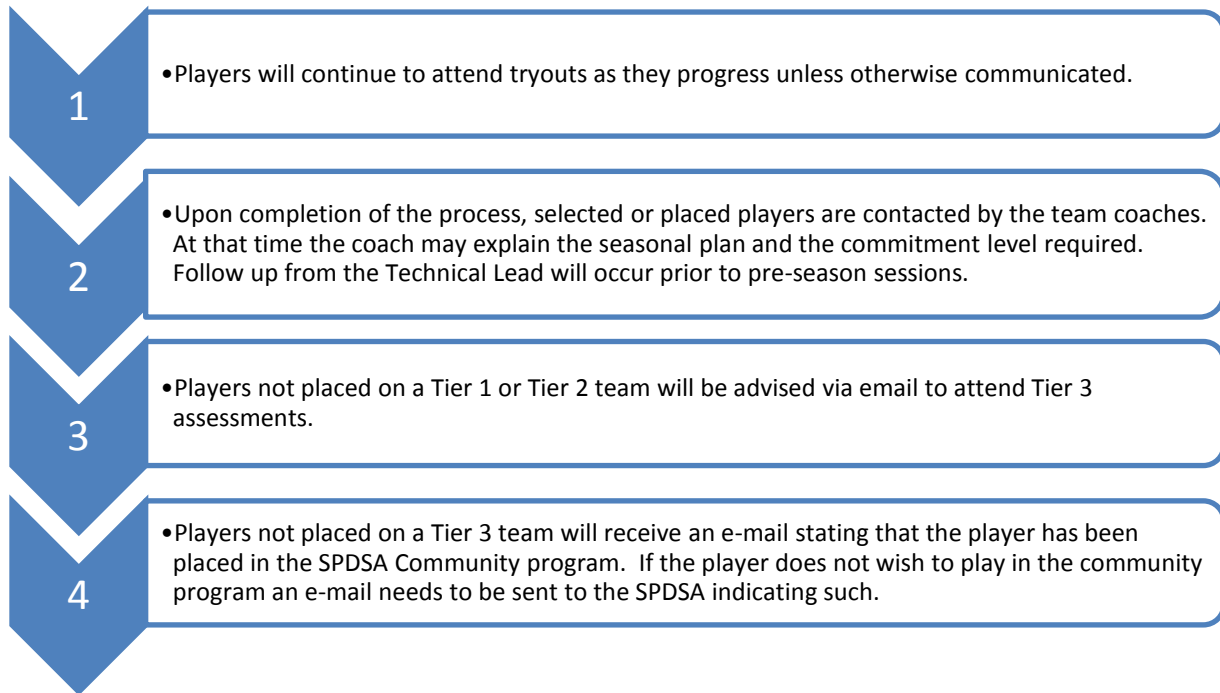 1
•Players will continue to attend tryouts as they progress unless otherwise communicated.
2
•Upon completion of the process, selected or placed players are contacted by the team coaches.
At that time the coach may explain the seasonal plan and the commitment level required.
Follow up from the Technical Lead will occur prior to pre-season sessions.
3
•Players not placed on a Tier 1 or Tier 2 team will be advised via email to attend Tier 3
assessments.
4
•Players not placed on a Tier 3 team will receive an e-mail stating that the player has been
placed in the SPDSA Community program.  If the player does not wish to play in the community
program an e-mail needs to be sent to the SPDSA indicating such.